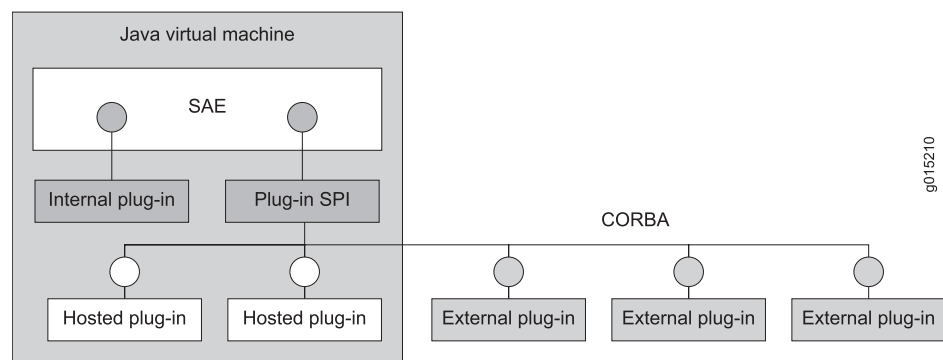 Java virtual machine
SAE
Internal plug-in
Plug-in SPI
CORBA
Hosted plug-in
Hosted plug-in
External plug-in
External plug-in
External plug-in
g015210